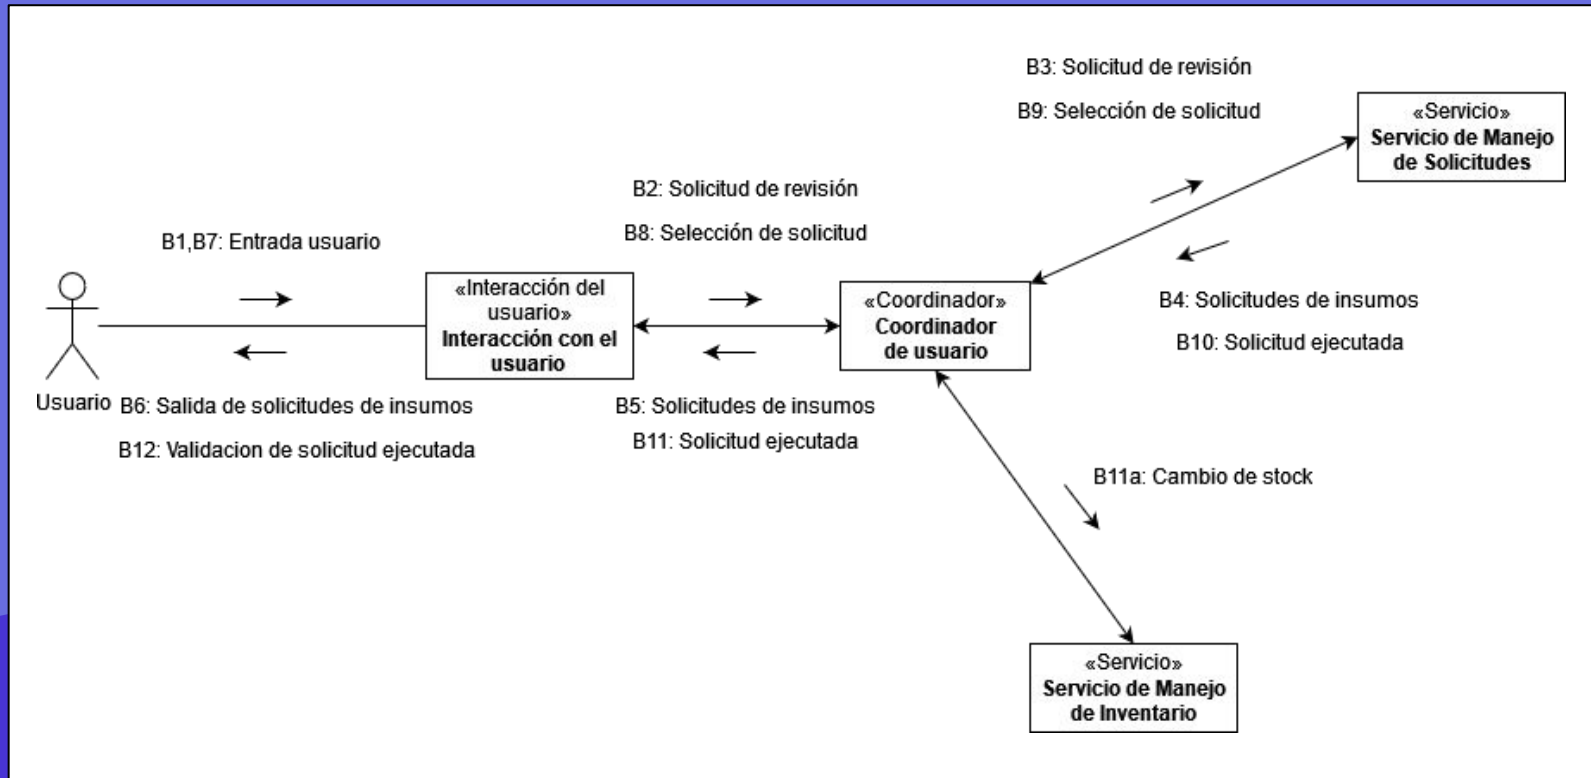 B3: Solicitud de revisión
B9: Selección de solicitud
«Servicio»
Servicio de Manejo
de Solicitudes
B2: Solicitud de revisión
B8: Selección de solicitud
B1,B7: Entrada usuario
«Interacción del
usuario»
Interacción con el
usuario
«Coordinador»
Coordinador
de usuario
B4: Solicitudes de insumos
B10: Solicitud ejecutada
Usuario
B6: Salida de solicitudes de insumos
B12: Validacion de solicitud ejecutada
B5: Solicitudes de insumos
B11: Solicitud ejecutada
B11a: Cambio de stock
«Servicio»
Servicio de Manejo
de Inventario